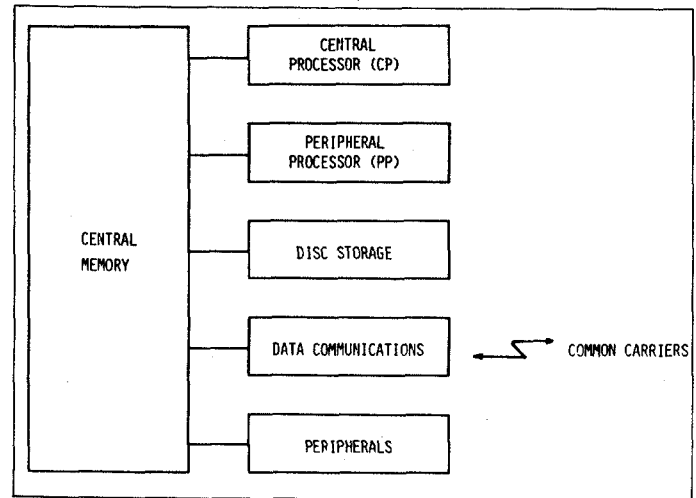 CENTRAL
MEMORY
CENTRAL
PROCESSOR (CP)
PERIPHERAL
PROCESSOR (PP)
DISC STORAGE
DATA COMMUNICATIONS
COMMON CARRIERS
PERIPHERALS